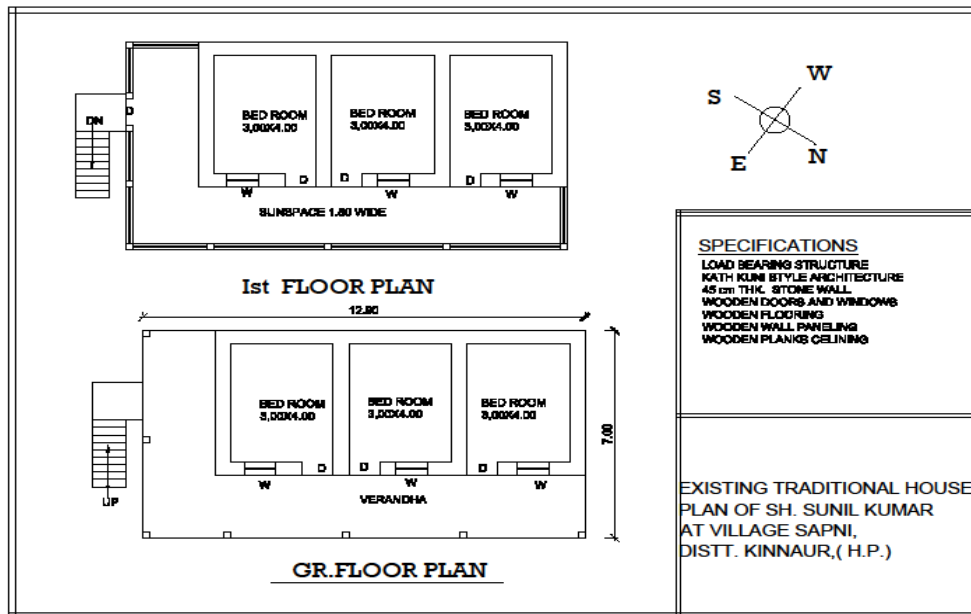 DN
D
BED ROOM
3,00X4.00
BED ROOM
3,00X4.00
BED ROOM
3,00X4.00
D
D
D
W
W
W
SUNSPACE 1.80 WIDE
Ist FLOOR PLAN
12.90
BED ROOM
3,00X4.00
BED ROOM
3,00X4.00
BED ROOM
3,00X4.00
7.00
D
D
D
W
W
W
UP
VERANDHA
GR.FLOOR PLAN
W
S
E
N
SPECIFICATIONS
LOAD BEARING STRUCTURE
KATH KUNI STYLE ARCHITECTURE
45 cm THK. STONE WALL
WOODEN DOORS AND WINDOWS
WOODEN FLOORING
WOODEN WALL PANELING
WOODEN PLANKS CELINING
EXISTING TRADITIONAL HOUSE
PLAN OF SH. SUNIL KUMAR
AT VILLAGE SAPNI,
DISTT. KINNAUR,( H.P.)